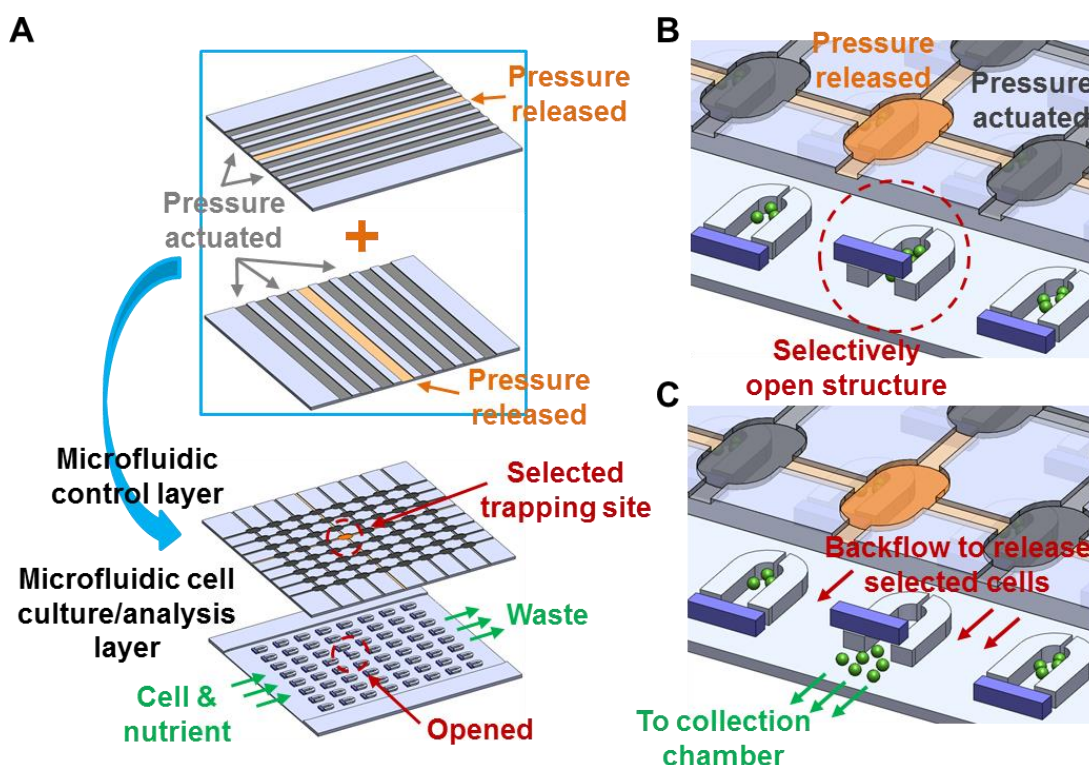 A
Pressure
released
Pressure
actuated
+
Pressure
released
Microfluidic
control layer
Selected
trapping site
Microfluidic cell
culture/analysis
layer
Waste
Cell &
nutrient
Opened
B
Pressure
released
Pressure
actuated
Selectively
open structure
C
Backflow to release
selected cells
To collection
chamber